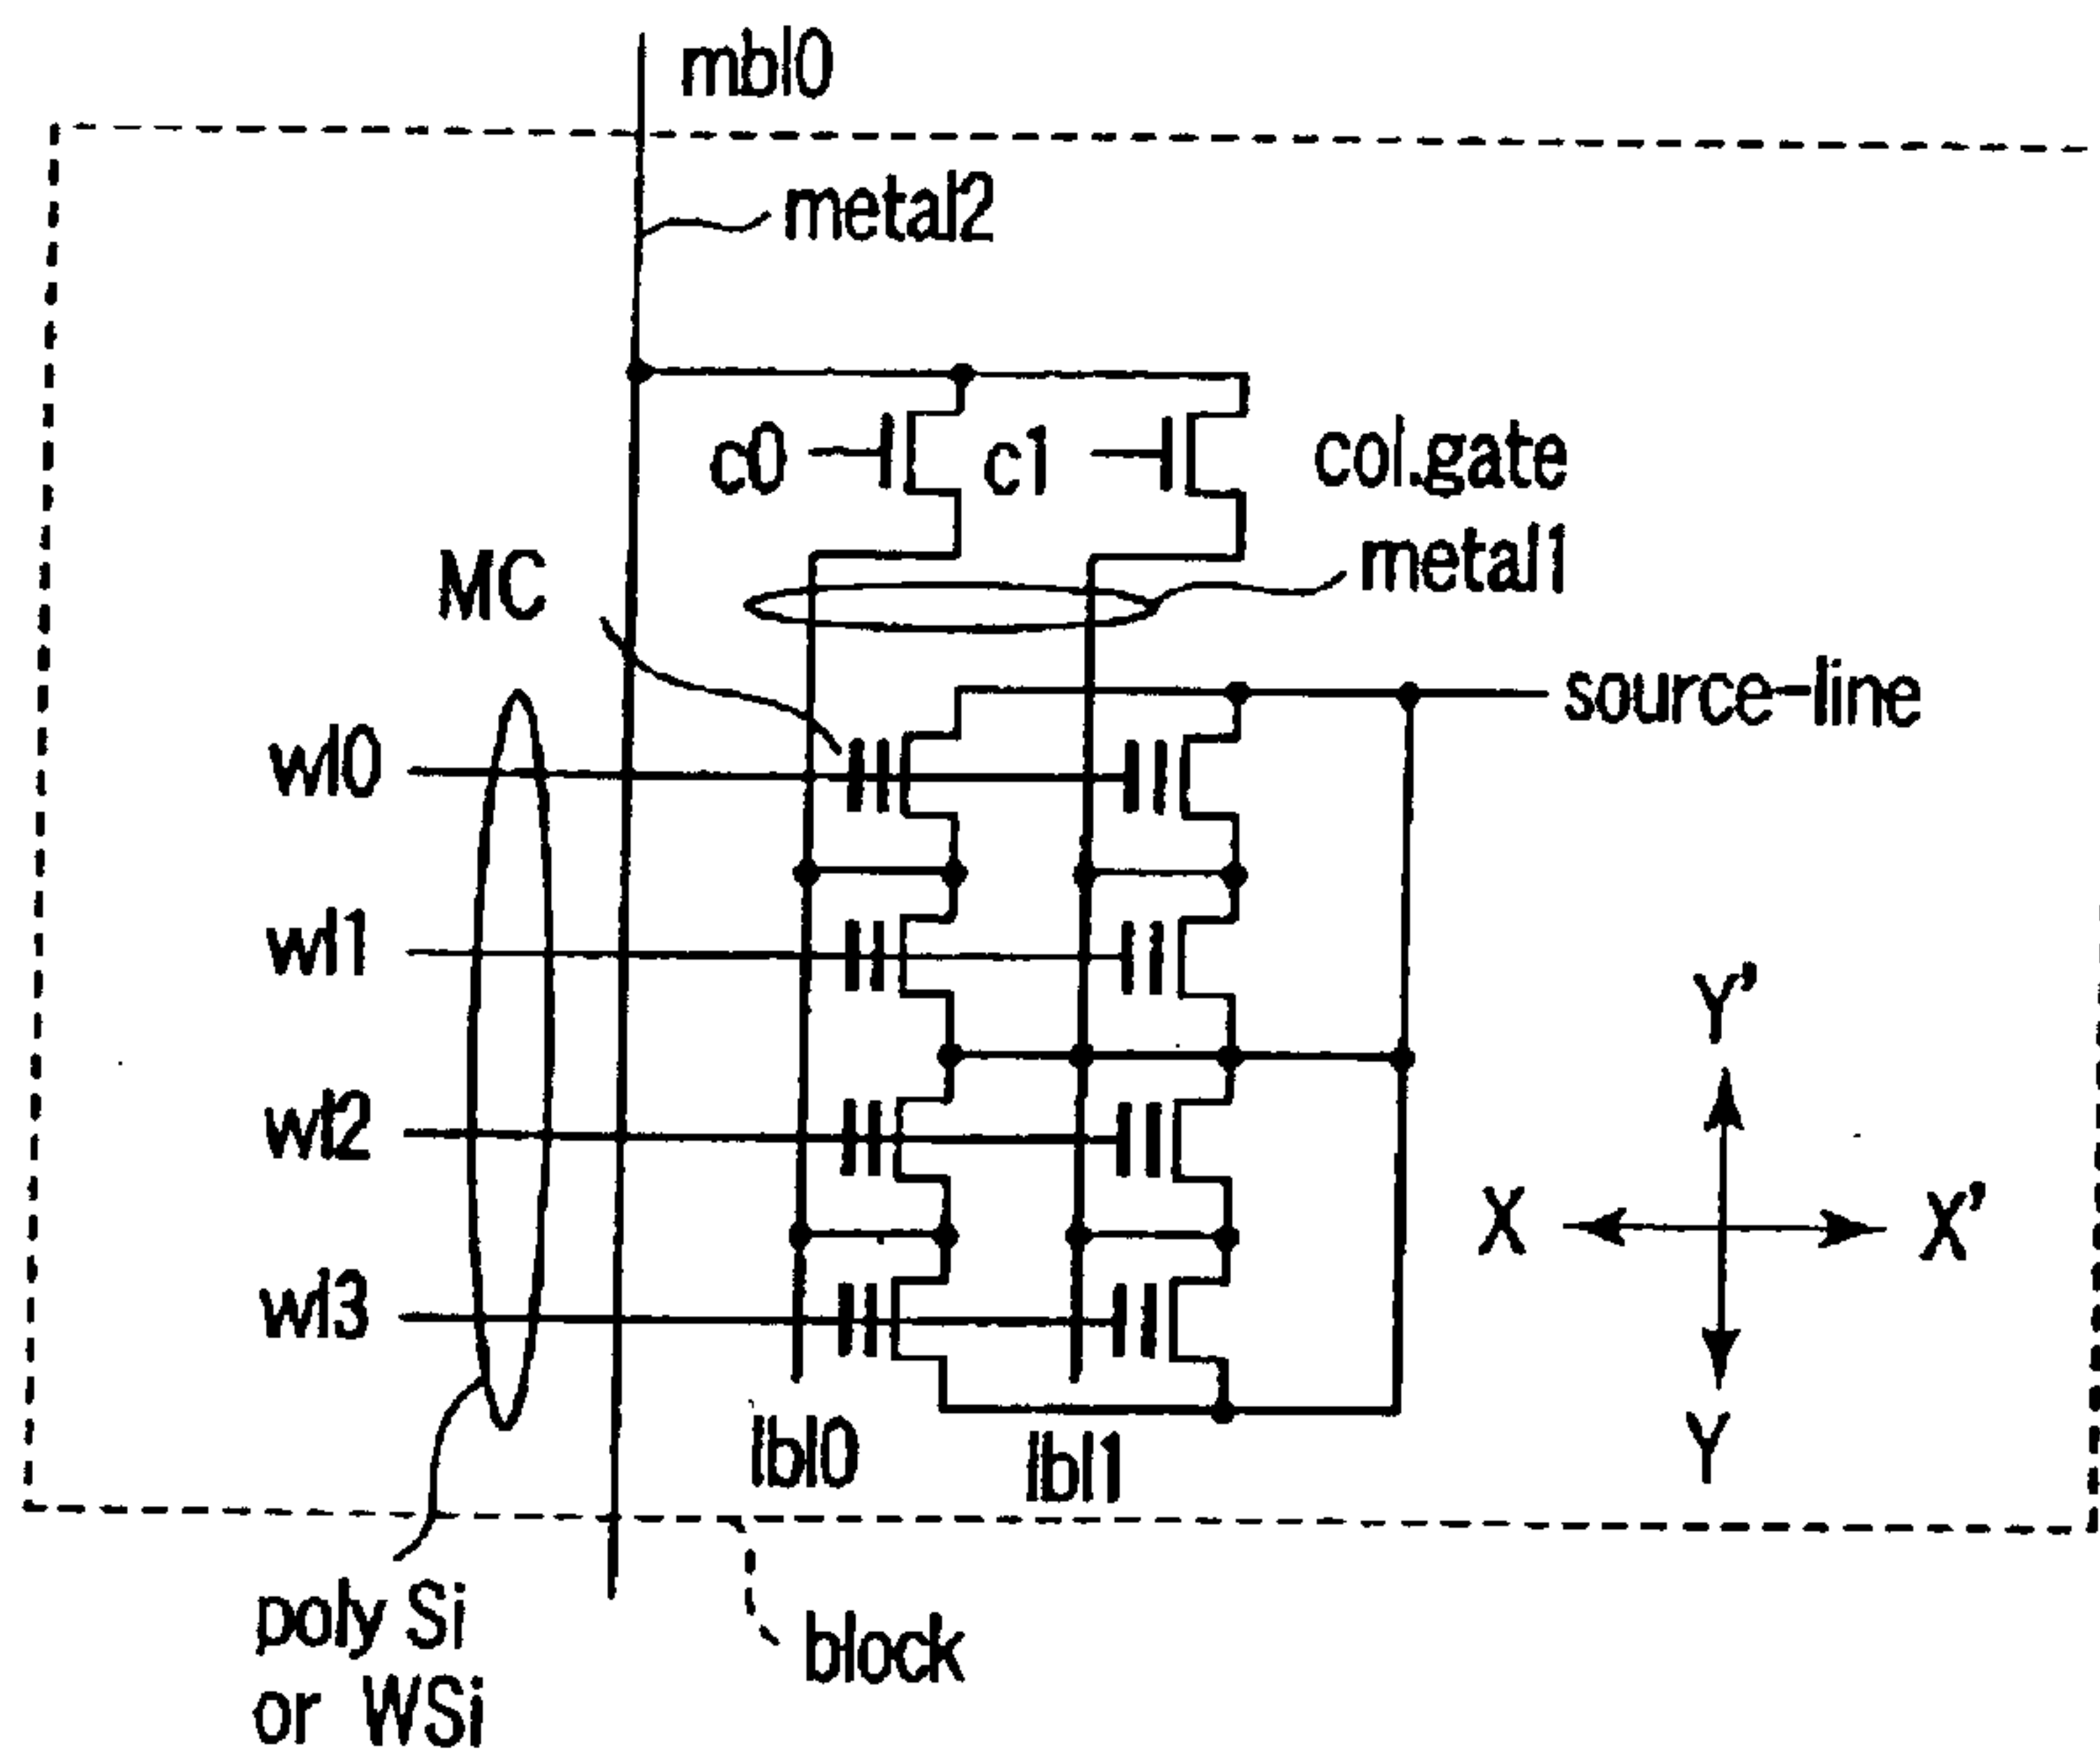 mbl0
metal2
c0
c1
col.gate
metal1
MC
source-line
wl0
wl1
wl2
wl3
Y'
X
X'
Y
lbl0
lbl1
poly Si
or WSi
block